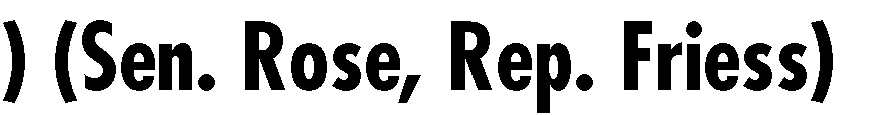 ) (Sen. Rose, Rep. Friess)